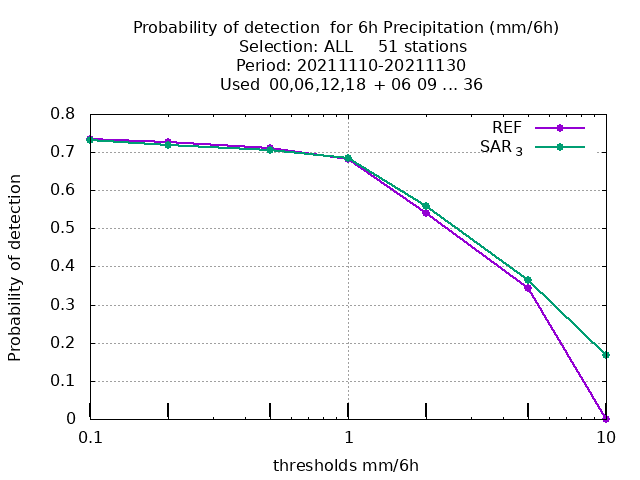 Probability of detection  for 6h Precipitation (mm/6h)
Selection: ALL     51 stations
Period: 20211110-20211130
Used 00,06,12,18 + 06 09 ... 36
REF
SAR 3
0.8
0.7
0.6
0.5
0.4
0.3
0.2
0.1
0
Probability of detection
0.1
1
10
thresholds mm/6h